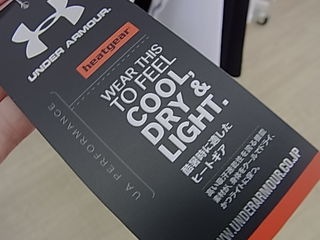 UNDER ARMOUR.
heatgear
WEAR THIS
TO FEEL
COOL,
DRY &
LIGHT.
UA PERFORMANCE
酷暑時に適した
ヒートギア
WWW.UNDERARMOUR.CO.JP